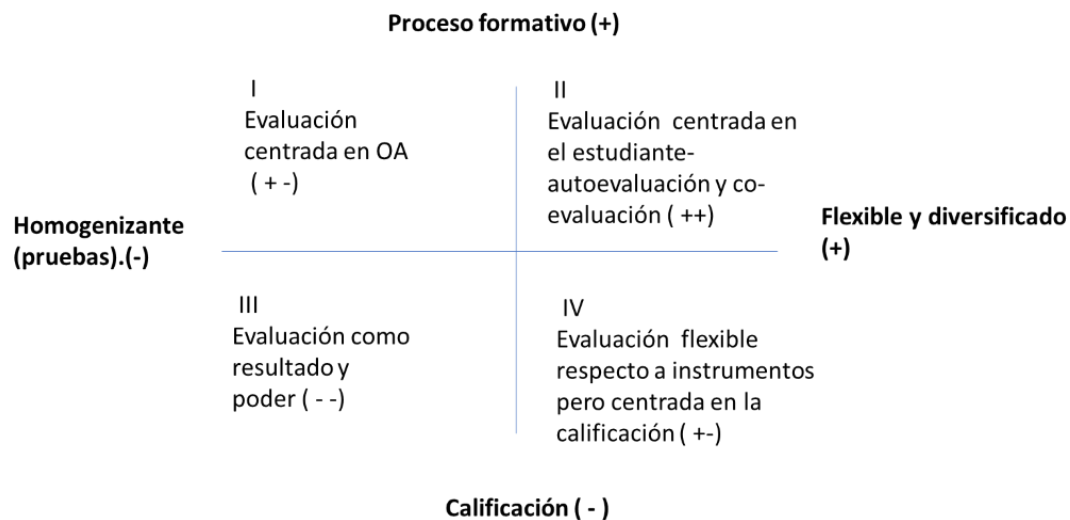 Proceso formativo (+)
I
Evaluación
centrada en OA
( + -)
II
Evaluación centrada en
el estudiante-
autoevaluación y co-
evaluación ( ++)
Homogenizante
(pruebas).(-)
Flexible y diversificado
(+)
III
Evaluación como
resultado y
poder ( - -)
IV
Evaluación flexible
respecto a instrumentos
pero centrada en la
calificación ( +-)
Calificación ( - )